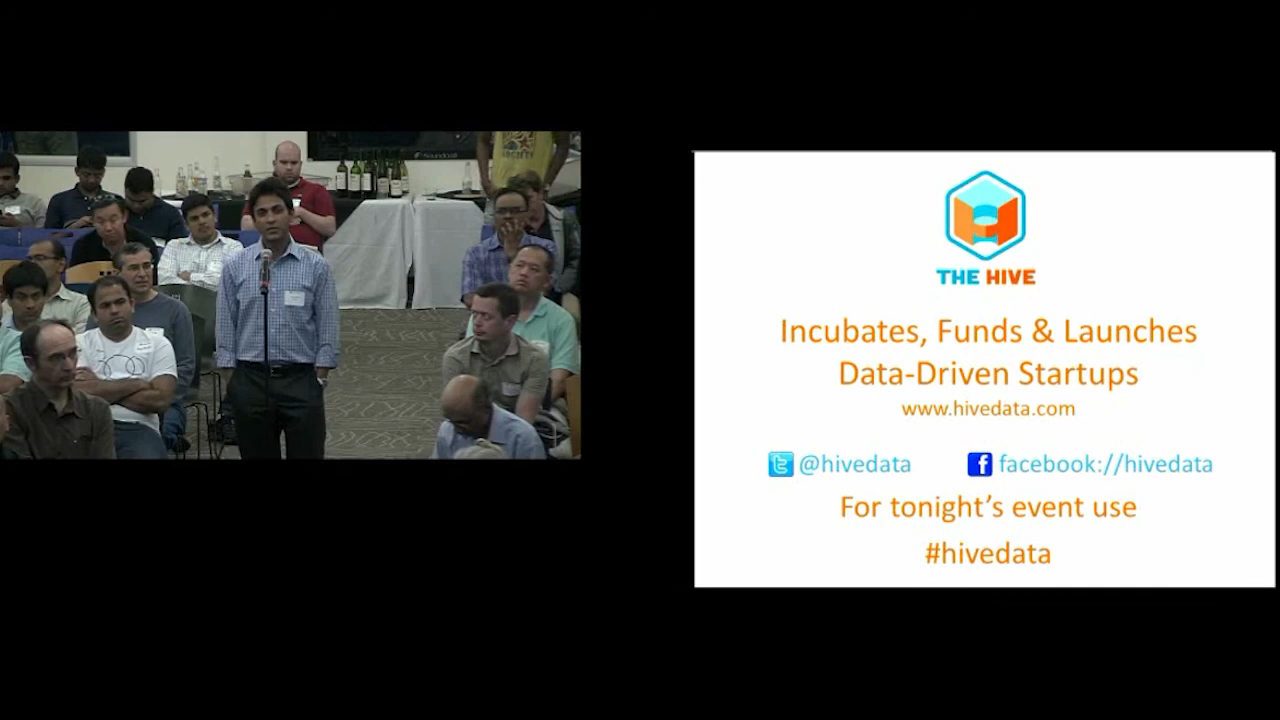 THE HIVE
Incubates, Funds & Launches
Data-Driven Startups
www.hivedata.com
@hivedata
facebook://hivedata
For tonight's event use
#hivedata